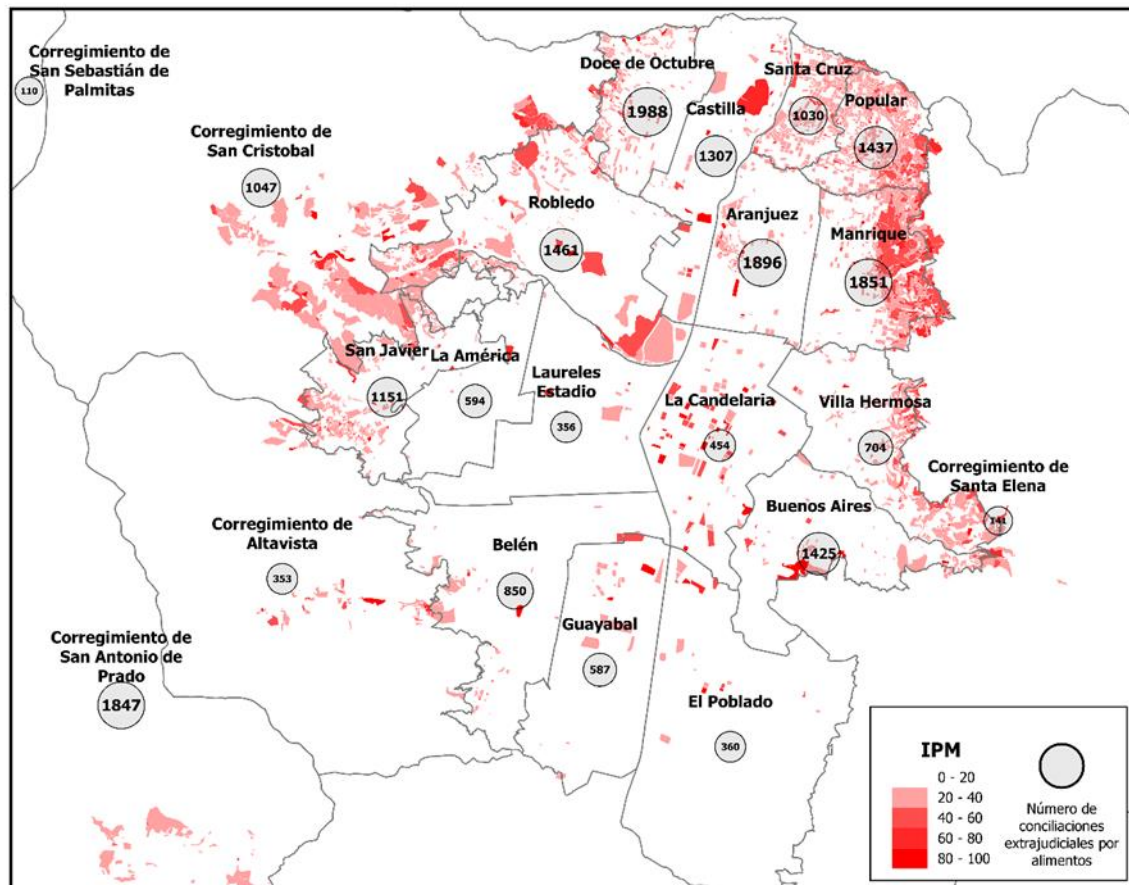 Corregimiento de
San Sebastián de
Palmitas
110
Doce de Octubre
1988
Castilla
1307
Santa Cruz
1030
Popular
1437
Corregimiento de
San Cristobal
1047
Robledo
1461
Aranjuez
1896
Manrique
1851
San Javier
1151
La América
594
Laureles
Estadio
356
La Candelaria
454
Villa Hermosa
704
Corregimiento de
Santa Elena
141
Corregimiento de
Altavista
353
Belén
850
Buenos Aires
1425
Guayabal
587
Corregimiento de
San Antonio de
Prado
1847
El Poblado
360
IPM
0 - 20
20 - 40
40 - 60
60 - 80
80 - 100
Número de
conciliaciones
extrajudiciales por
alimentos